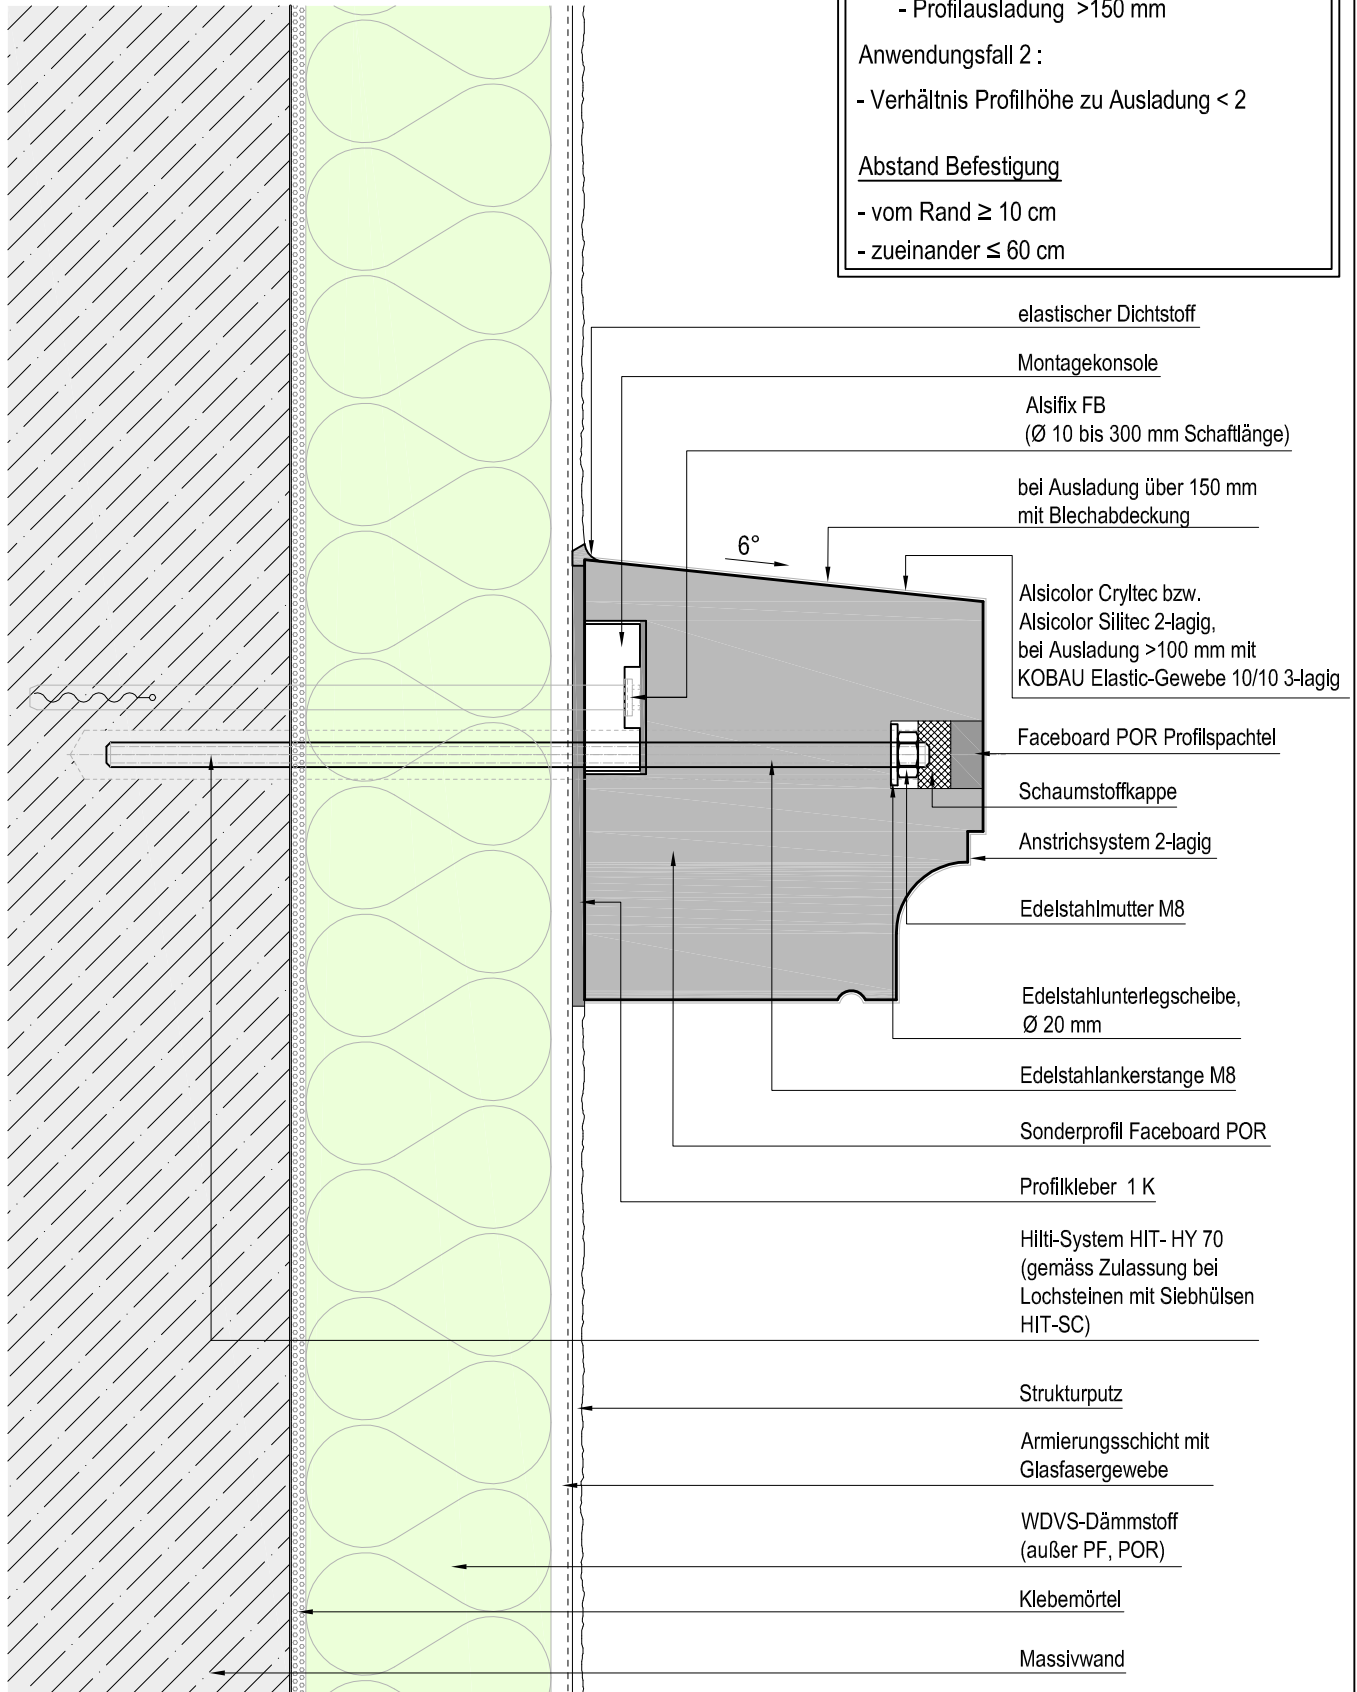 - Profilausladung >150 mm
Anwendungsfall 2 :
- Verhältnis Profilhöhe zu Ausladung < 2
Abstand Befestigung
- vom Rand ≥ 10 cm
- zueinander ≤ 60 cm
elastischer Dichtstoff
Montagekonsole
Alsifix FB
(Ø 10 bis 300 mm Schaftlänge)
bei Ausladung über 150 mm
mit Blechabdeckung
6°
Alsicolor Cryltec bzw.
Alsicolor Silitec 2-lagig,
bei Ausladung >100 mm mit
KOBAU Elastic-Gewebe 10/10 3-lagig
Faceboard POR Profilspachtel
Schaumstoffkappe
Anstrichsystem 2-lagig
Edelstahlmutter M8
Edelstahlunterlegscheibe,
Ø 20 mm
Edelstahlankerstange M8
Sonderprofil Faceboard POR
Profilkleber 1 K
Hilti-System HIT- HY 70
(gemäss Zulassung bei
Lochsteinen mit Siebhülsen
HIT-SC)
Strukturputz
Armierungsschicht mit
Glasfasergewebe
WDVS-Dämmstoff
(außer PF, POR)
Klebemörtel
Massivwand